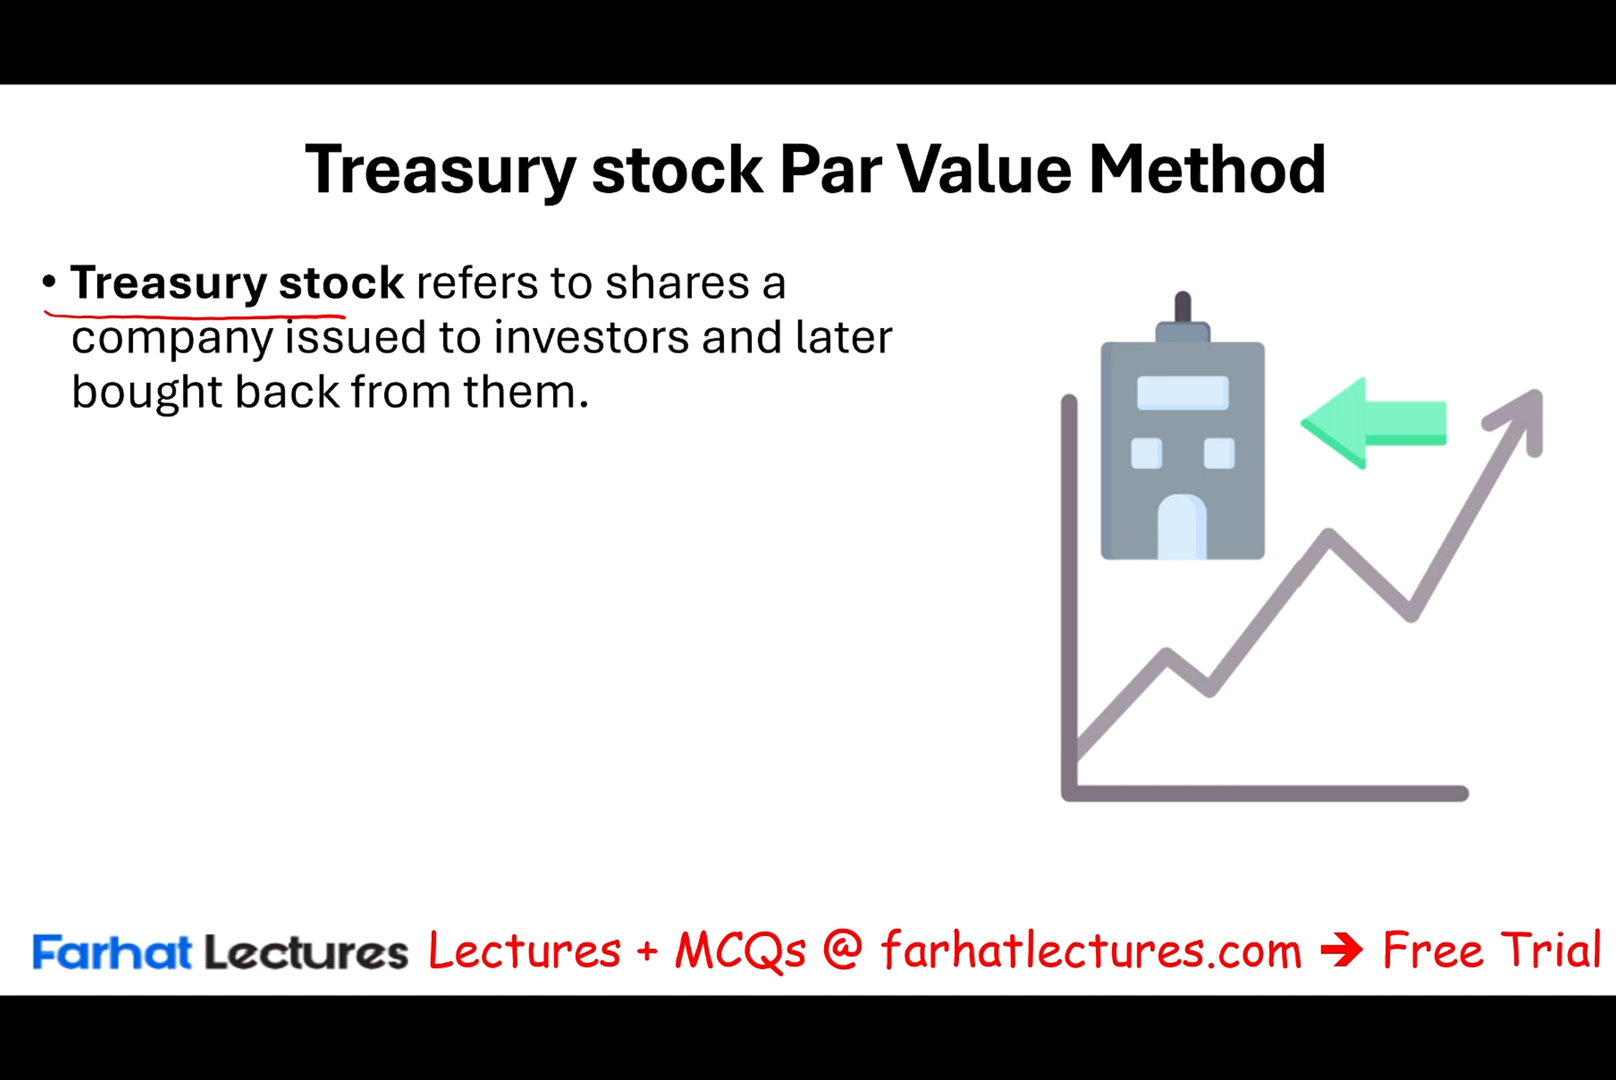 Treasury stock Par Value Method
• Treasury stock refers to shares a
company issued to investors and later
bought back from them.
Farhat Lectures Lectures + MCQs @ farhatlectures.com ➔ Free Trial